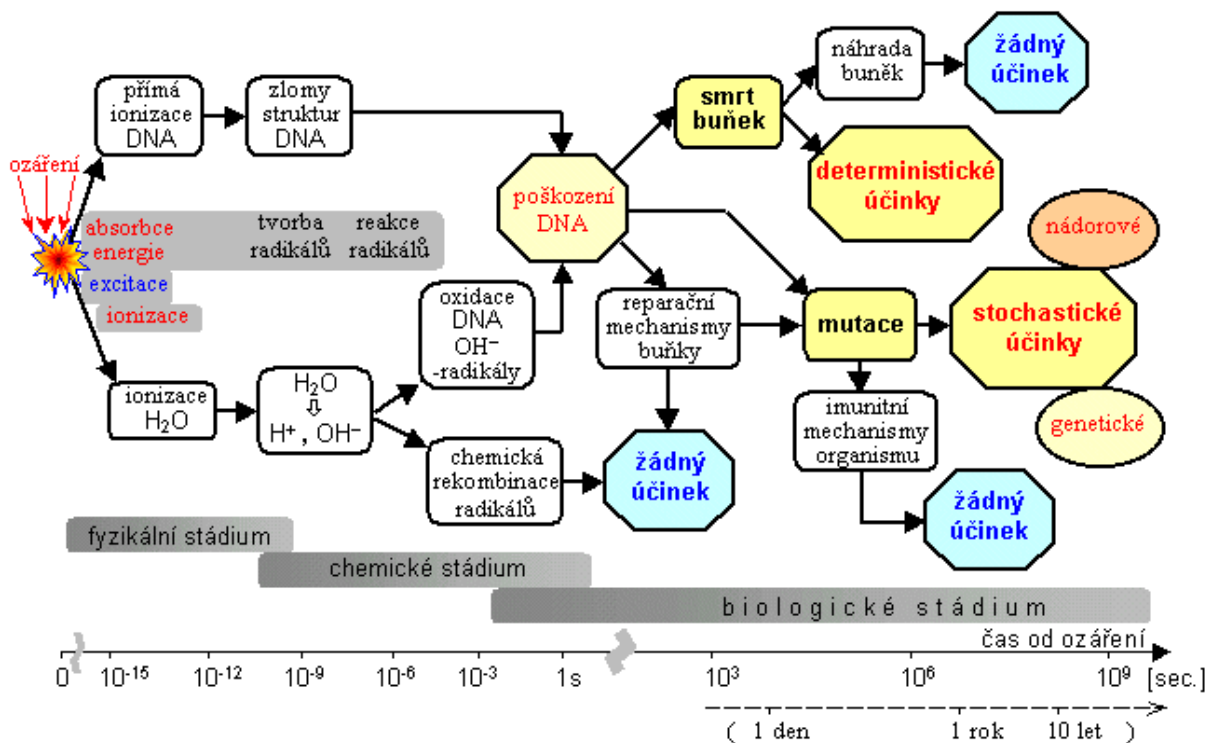 přímá
ionizace
DNA
zlomy
struktur
DNA
smrt
buňek
náhrada
buněk
žádný
účinek
ozáření
deterministické
účinky
poškození
DNA
absorbce
energie
tvorba
radikálů
reakce
radikálů
excitace
ionizace
nádorové
oxidace
DNA
OH⁻
-radikály
reparační
mechanismy
buňky
mutace
stochastické
účinky
ionizace
H₂O
H₂O
⇩
H⁺ , OH⁻
genetické
imunitní
mechanismy
organismu
chemická
rekombinace
radikálů
žádný
účinek
žádný
účinek
fyzikální stádium
chemické stádium
biologické stádium
čas od ozáření
0 10⁻¹⁵ 10⁻¹² 10⁻⁹ 10⁻⁶ 10⁻³ 1s 10³ 10⁶ 10⁹ [sec.]
( 1 den 1 rok 10 let )